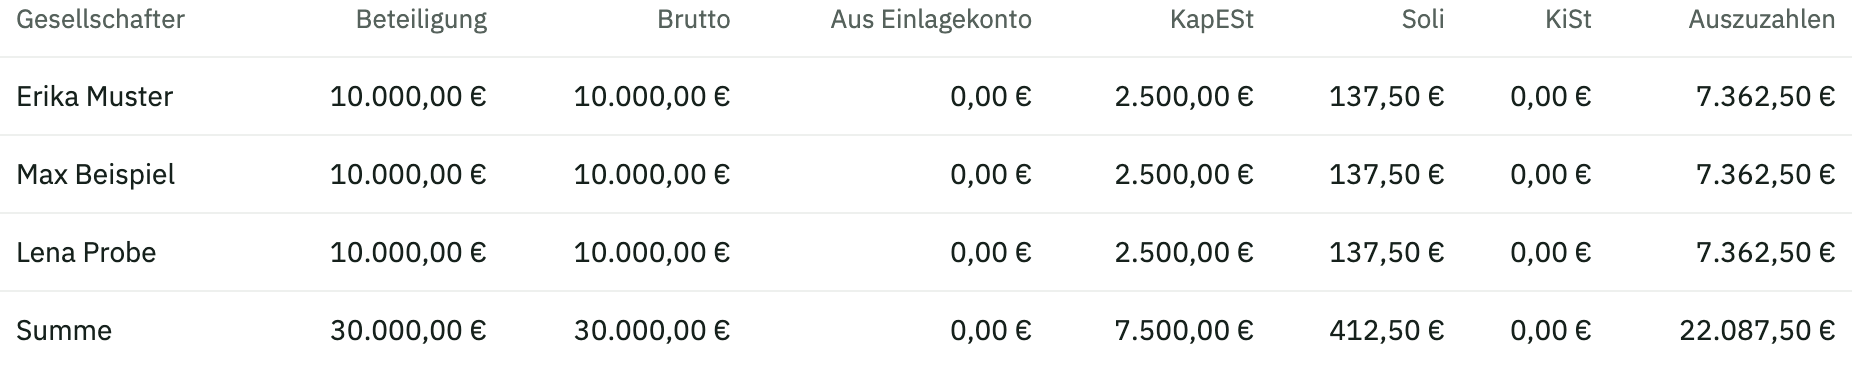 Gesellschafter Beteiligung Brutto Aus Einlagekonto KapESt Soli KiSt Auszuzahlen
Erika Muster 10.000,00 € 10.000,00 € 0,00 € 2.500,00 € 137,50 € 0,00 € 7.362,50 €
Max Beispiel 10.000,00 € 10.000,00 € 0,00 € 2.500,00 € 137,50 € 0,00 € 7.362,50 €
Lena Probe 10.000,00 € 10.000,00 € 0,00 € 2.500,00 € 137,50 € 0,00 € 7.362,50 €
Summe 30.000,00 € 30.000,00 € 0,00 € 7.500,00 € 412,50 € 0,00 € 22.087,50 €